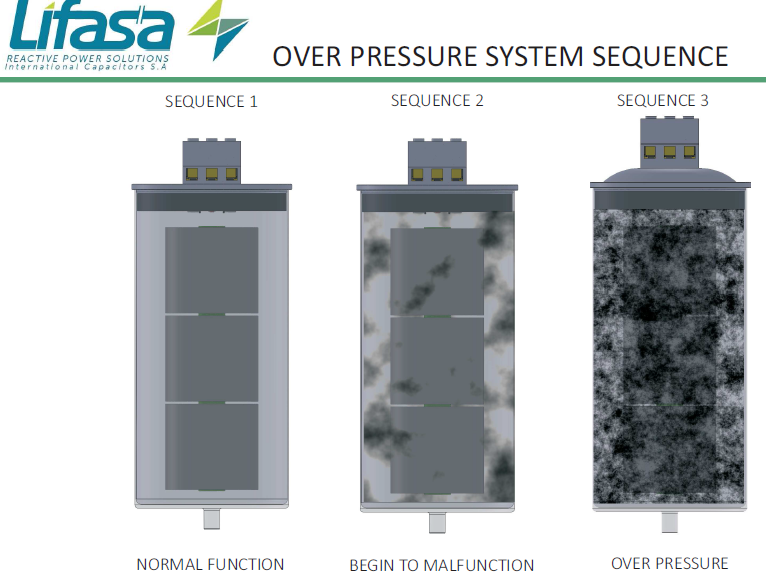 Lifasa
REACTIVE POWER SOLUTIONS
International Capacitors S.A
OVER PRESSURE SYSTEM SEQUENCE
SEQUENCE 1
SEQUENCE 2
SEQUENCE 3
NORMAL FUNCTION
BEGIN TO MALFUNCTION
OVER PRESSURE